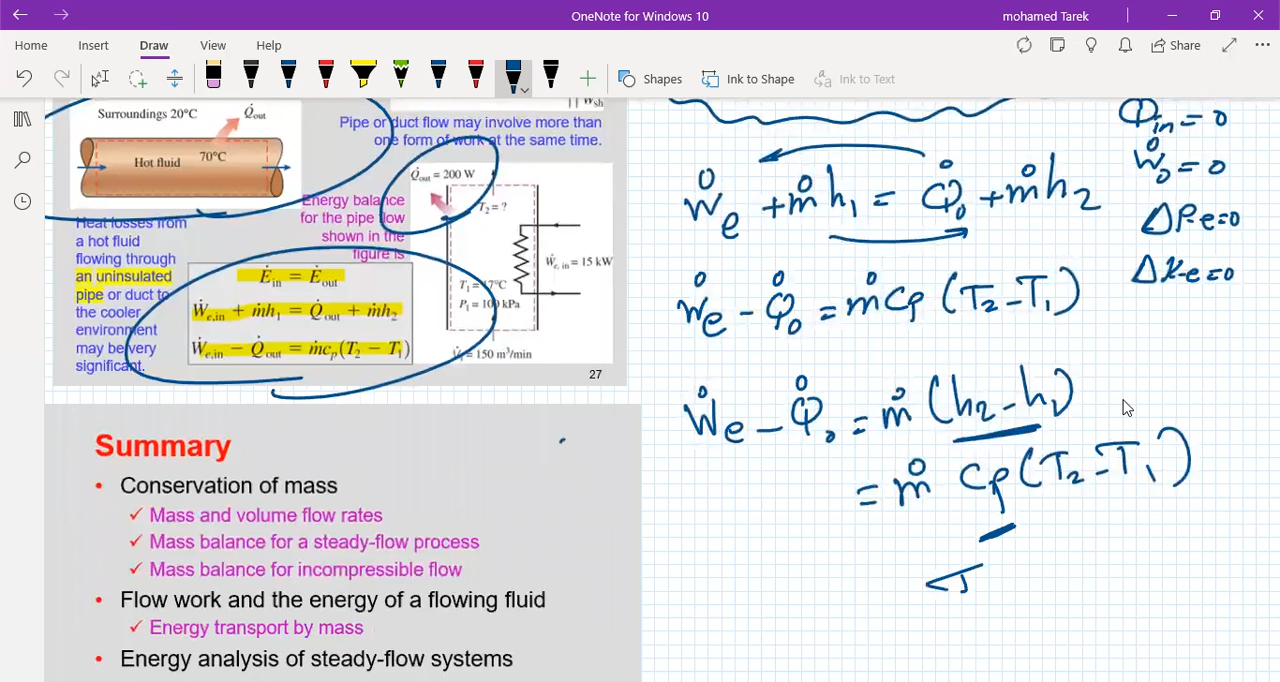 OneNote for Windows 10
mohamed Tarek
Home Insert Draw View Help
Share
Shapes
Ink to Shape
Ink to Text
Surroundings 20°C
Q̇out
Hot fluid 70°C
Heat losses from
a hot fluid
flowing through
an uninsulated
pipe or duct to
the cooler
environment
may be very
significant.
Ẇsh
Pipe or duct flow may involve more than
one form of work at the same time.
Energy balance
for the pipe flow
shown in the
figure is
Ėin = Ėout
Ẇe,in + ṁh1 = Q̇out + ṁh2
Ẇe,in − Q̇out = ṁcp(T2 − T1)
Q̇out = 200 W
T2 = ?
Ẇe, in = 15 kW
T1 = 17°C
P1 = 100 kPa
V̇1 = 150 m³/min
27
Summary
• Conservation of mass
✓ Mass and volume flow rates
✓ Mass balance for a steady-flow process
✓ Mass balance for incompressible flow
• Flow work and the energy of a flowing fluid
✓ Energy transport by mass
• Energy analysis of steady-flow systems
Q̇in = 0
Ẇo = 0
ΔP.e = 0
ΔK.e = 0
Ẇe + ṁh1 = Q̇o + ṁh2
Ẇe − Q̇o = ṁCp (T2 − T1)
Ẇe − Q̇o = ṁ (h2 − h1)
= ṁ Cp (T2 − T1)